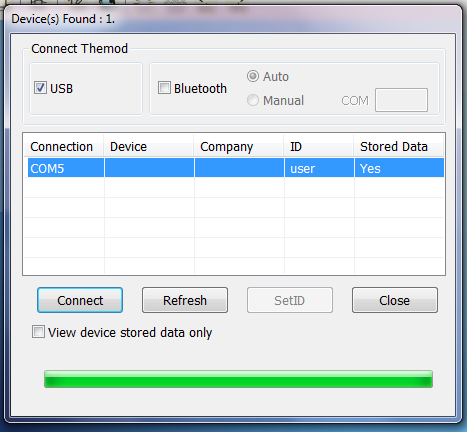 Device(s) Found : 1.
Connect Themod
USB
Bluetooth
Auto
Manual
COM
Connection Device Company ID Stored Data
COM5 user Yes
Connect Refresh SetID Close
View device stored data only